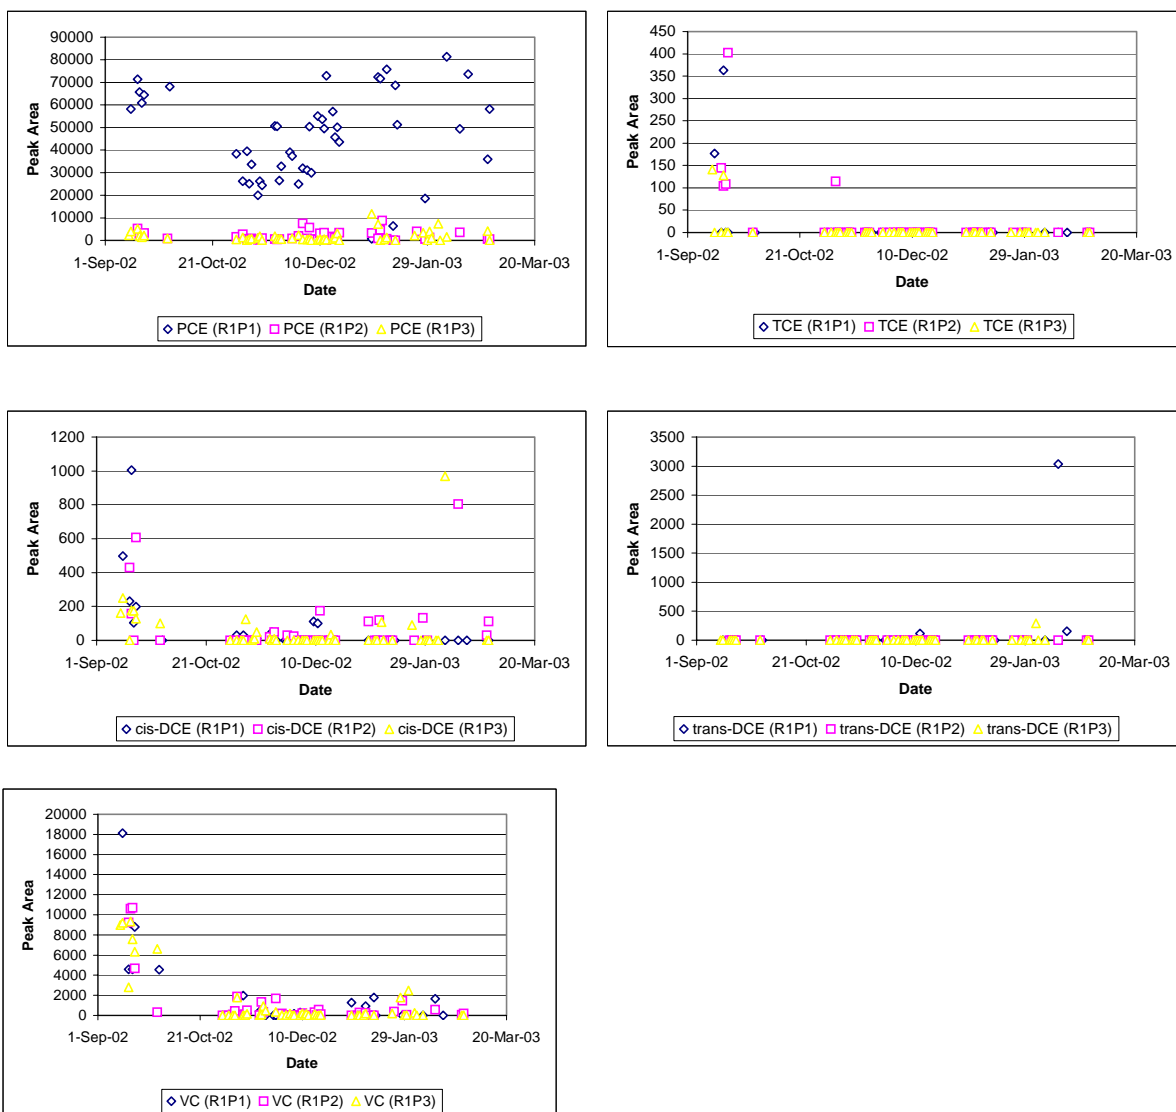 90000
80000
70000
60000
50000
40000
30000
20000
10000
0
Peak Area
1-Sep-02 21-Oct-02 10-Dec-02 29-Jan-03 20-Mar-03
Date
PCE (R1P1) PCE (R1P2) PCE (R1P3)
450
400
350
300
250
200
150
100
50
0
Peak Area
1-Sep-02 21-Oct-02 10-Dec-02 29-Jan-03 20-Mar-03
Date
TCE (R1P1) TCE (R1P2) TCE (R1P3)
1200
1000
800
600
400
200
0
Peak Area
1-Sep-02 21-Oct-02 10-Dec-02 29-Jan-03 20-Mar-03
Date
cis-DCE (R1P1) cis-DCE (R1P2) cis-DCE (R1P3)
3500
3000
2500
2000
1500
1000
500
0
Peak Area
1-Sep-02 21-Oct-02 10-Dec-02 29-Jan-03 20-Mar-03
Date
trans-DCE (R1P1) trans-DCE (R1P2) trans-DCE (R1P3)
20000
18000
16000
14000
12000
10000
8000
6000
4000
2000
0
Peak Area
1-Sep-02 21-Oct-02 10-Dec-02 29-Jan-03 20-Mar-03
Date
VC (R1P1) VC (R1P2) VC (R1P3)